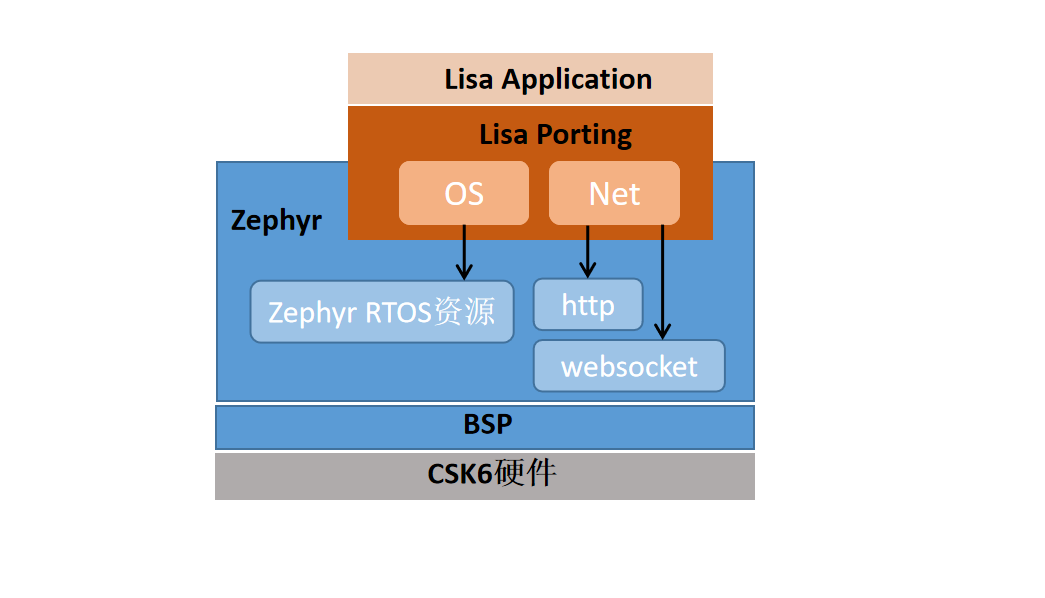 Lisa Application
Lisa Porting
OS
Net
Zephyr
Zephyr RTOS资源
http
websocket
BSP
CSK6硬件